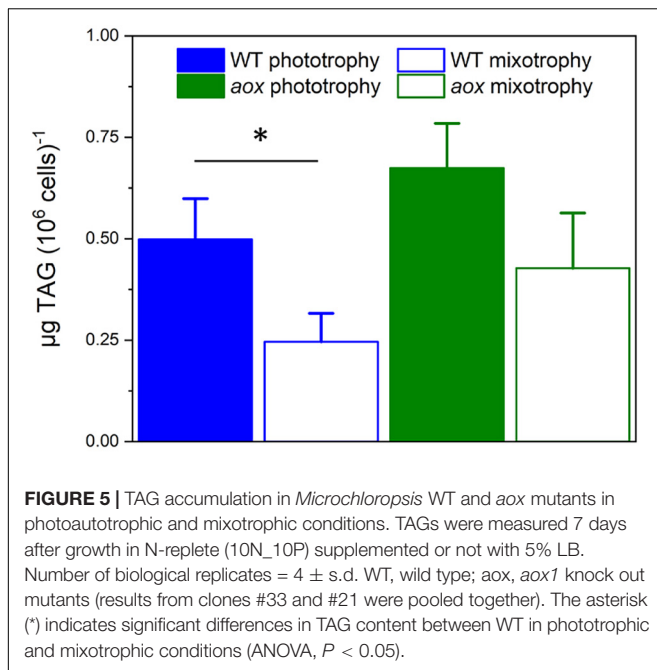 1.00
WT phototrophy WT mixotrophy
aox phototrophy aox mixotrophy
0.75
*
0.50
0.25
0.00
µg TAG (10⁶ cells)⁻¹
FIGURE 5 | TAG accumulation in Microchloropsis WT and aox mutants in
photoautotrophic and mixotrophic conditions. TAGs were measured 7 days
after growth in N-replete (10N_10P) supplemented or not with 5% LB.
Number of biological replicates = 4 ± s.d. WT, wild type; aox, aox1 knock out
mutants (results from clones #33 and #21 were pooled together). The asterisk
(*) indicates significant differences in TAG content between WT in phototrophic
and mixotrophic conditions (ANOVA, P < 0.05).